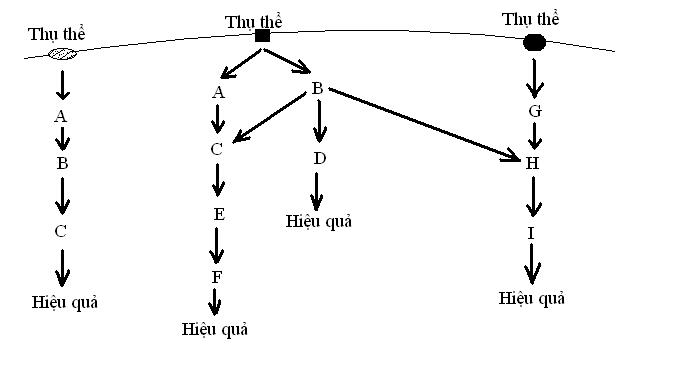 Thụ thể
Thụ thể
Thụ thể
A
B
C
Hiệu quả
A
C
E
F
Hiệu quả
B
D
Hiệu quả
G
H
I
Hiệu quả